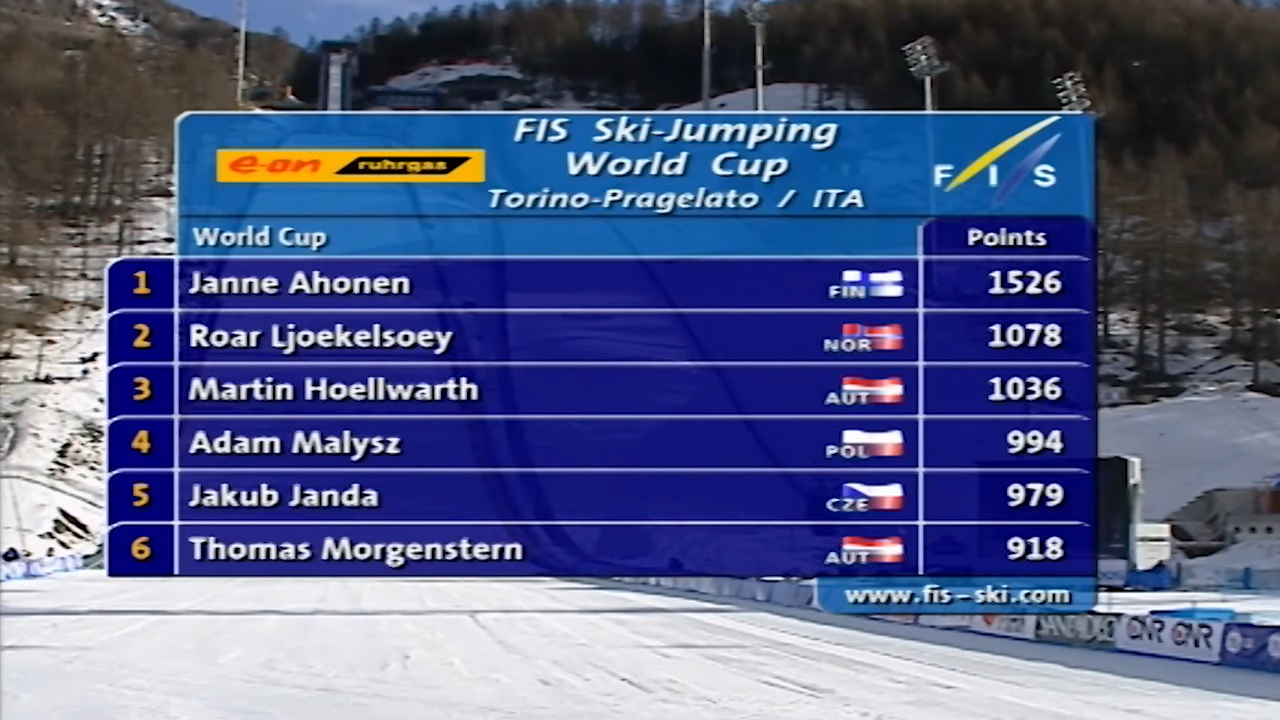 FIS Ski-Jumping
World Cup
Torino-Pragelato / ITA
e·on ruhrgas
F I S
World Cup Points
1 Janne Ahonen FIN 1526
2 Roar Ljoekelsoey NOR 1078
3 Martin Hoellwarth AUT 1036
4 Adam Malysz POL 994
5 Jakub Janda CZE 979
6 Thomas Morgenstern AUT 918
www.fis-ski.com